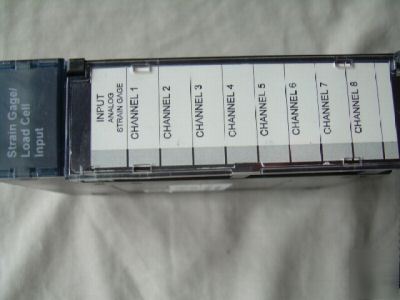 Strain Gage/
Load Cell
Input
INPUT
ANALOG
STRAIN GAGE
CHANNEL 1
CHANNEL 2
CHANNEL 3
CHANNEL 4
CHANNEL 5
CHANNEL 6
CHANNEL 7
CHANNEL 8